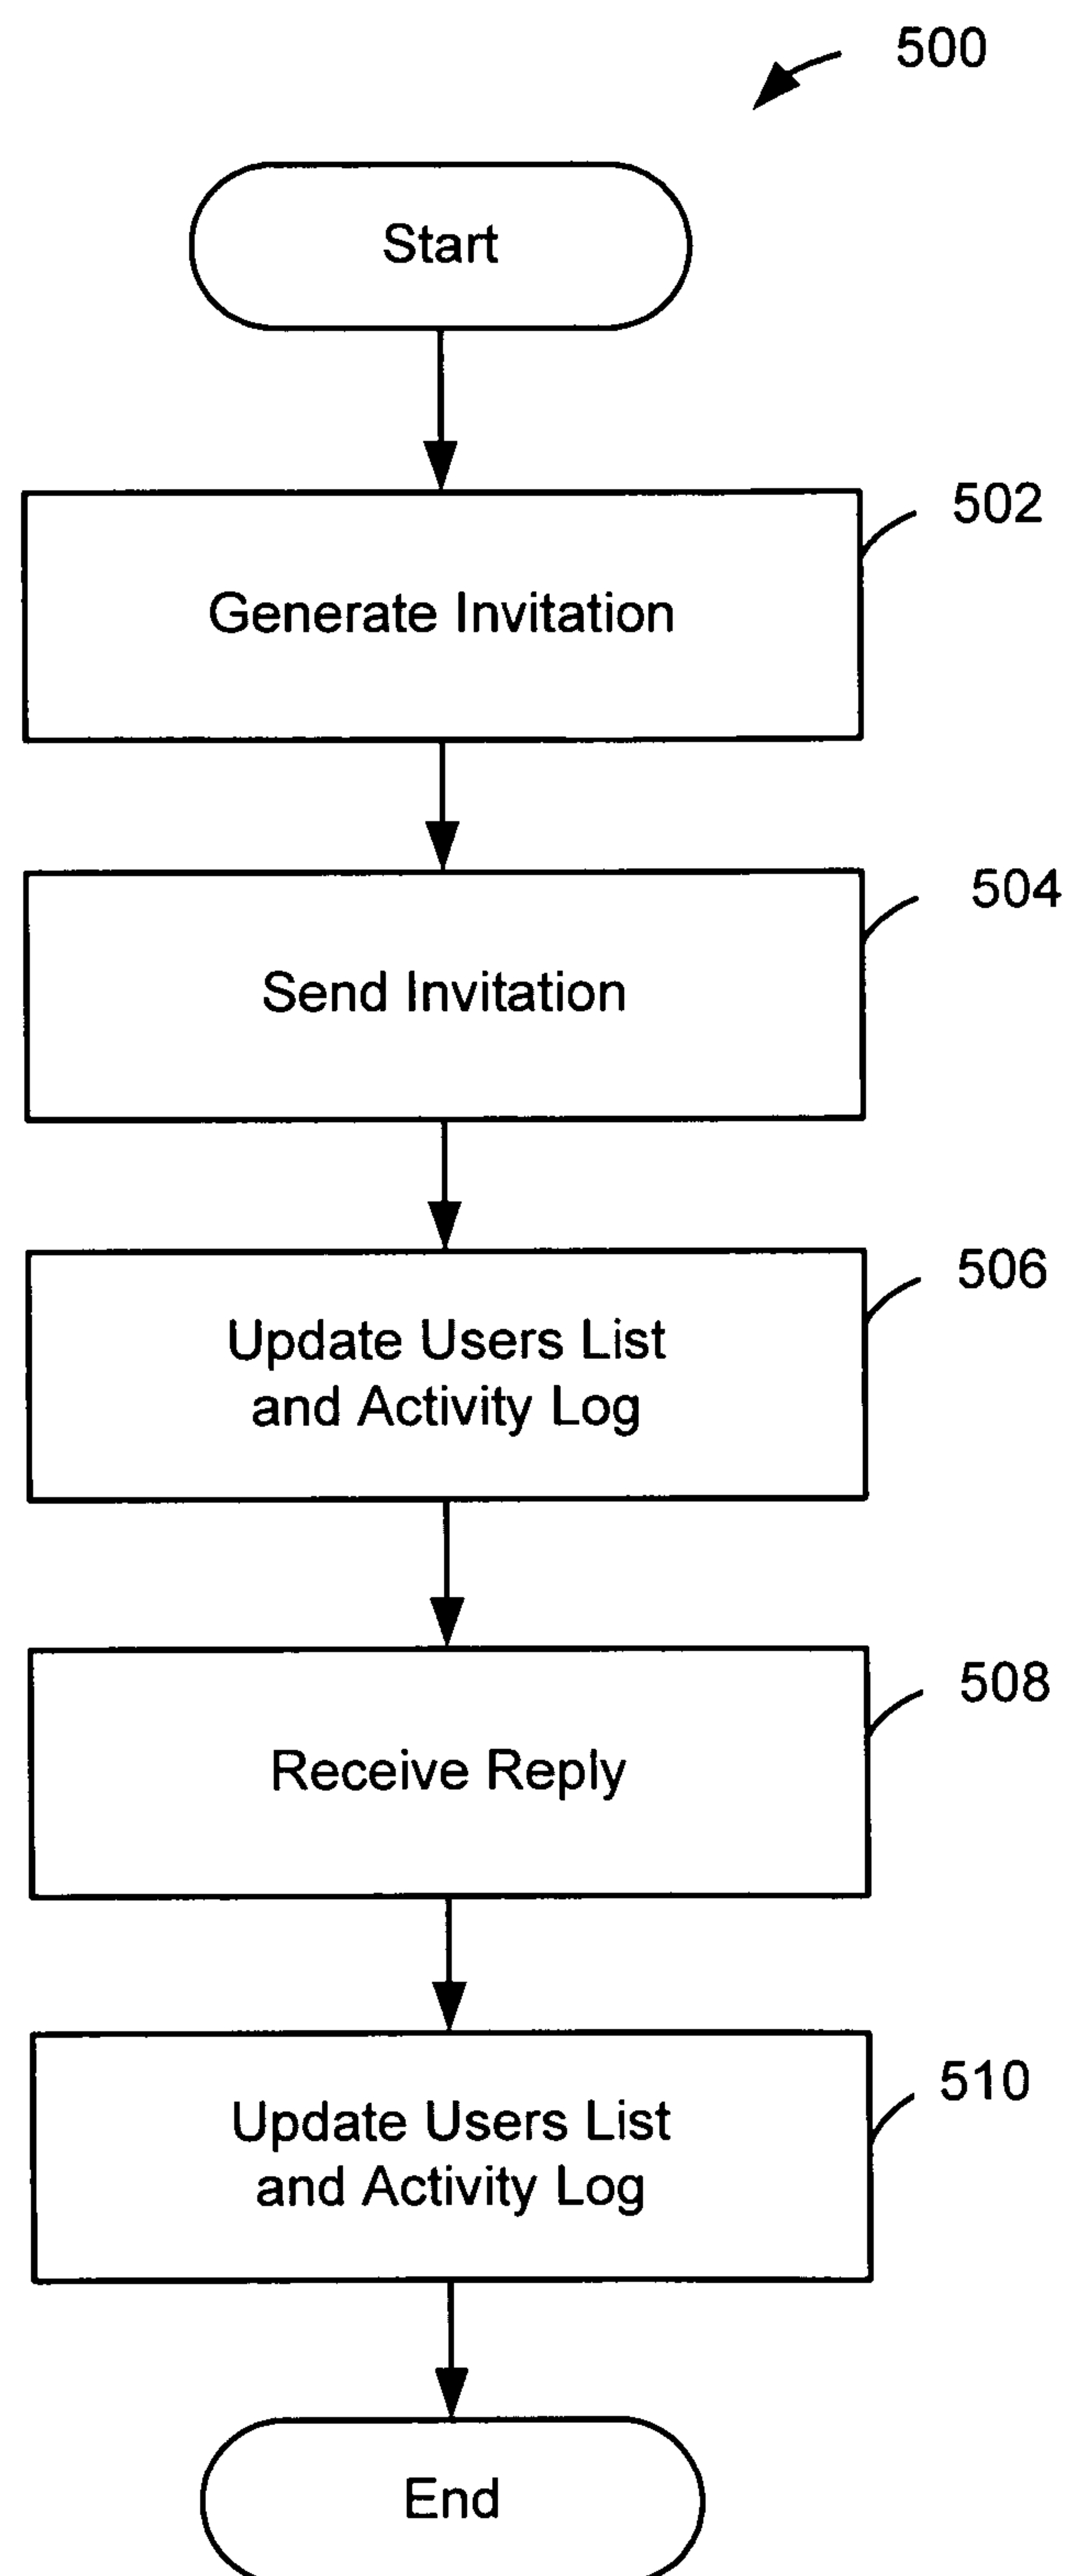 500
Start
502
Generate Invitation
504
Send Invitation
506
Update Users List
and Activity Log
508
Receive Reply
510
Update Users List
and Activity Log
End